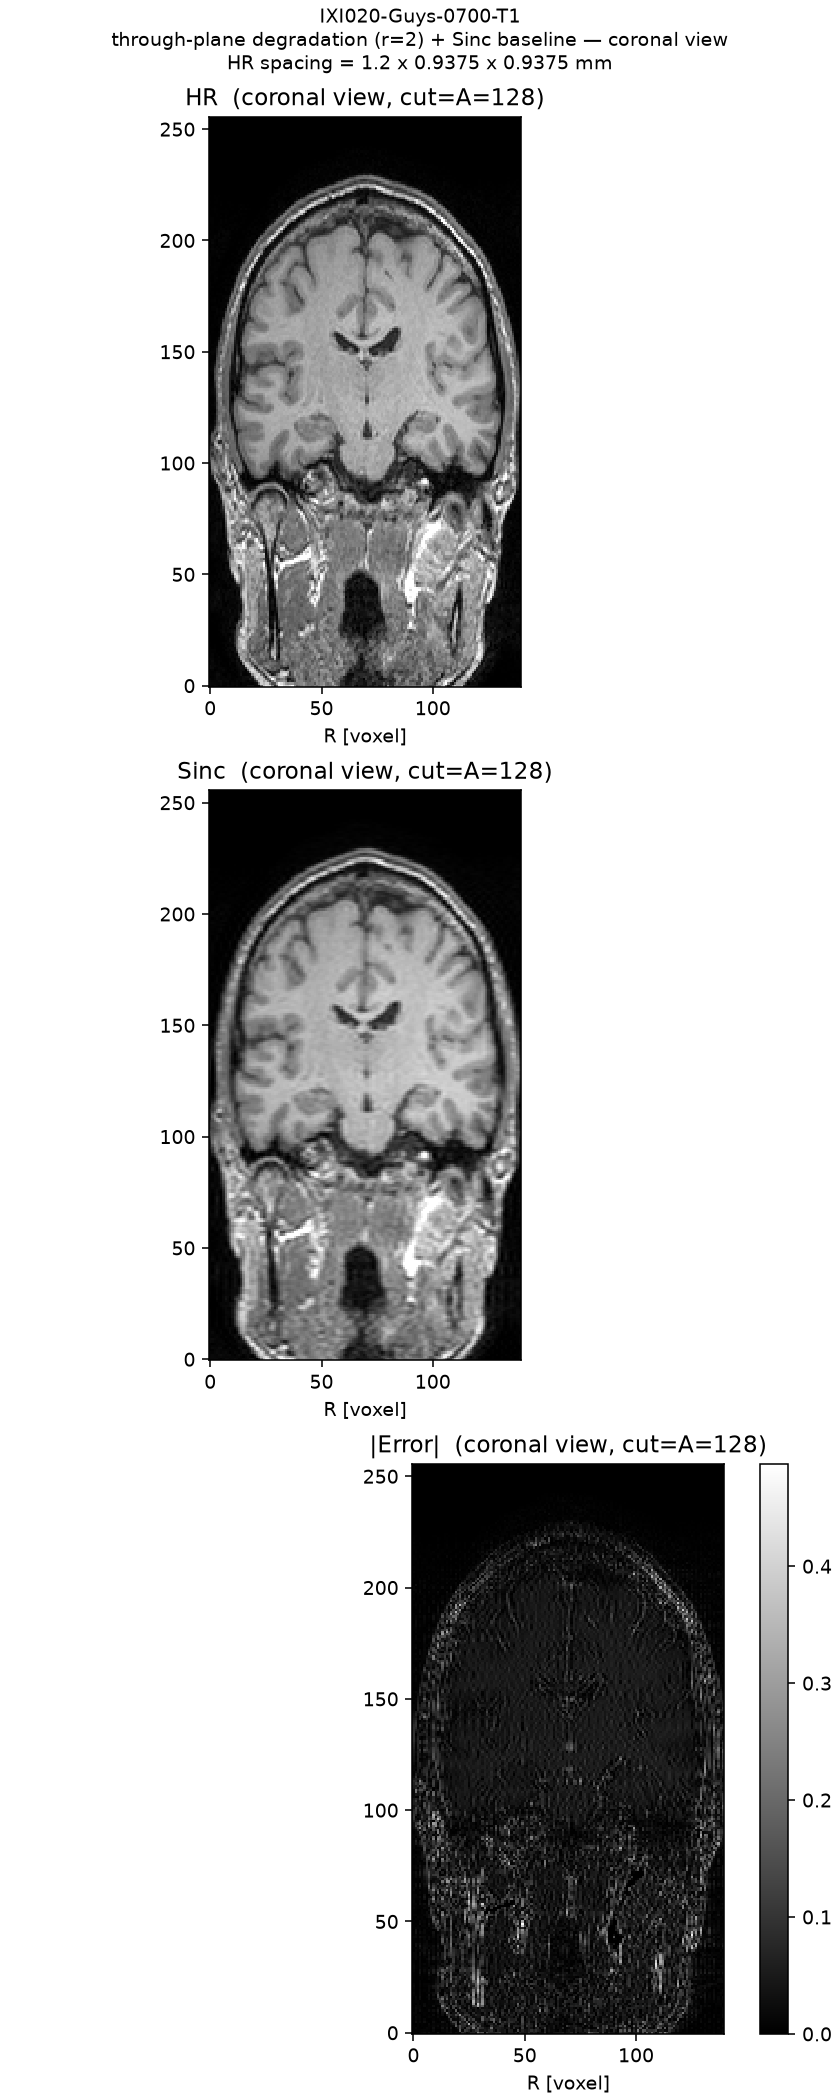 IXI020-Guys-0700-T1
through-plane degradation (r=2) + Sinc baseline — coronal view
HR spacing = 1.2 x 0.9375 x 0.9375 mm
HR  (coronal view, cut=A=128)
250
200
150
100
50
0
0 50 100
R [voxel]
Sinc  (coronal view, cut=A=128)
250
200
150
100
50
0
0 50 100
R [voxel]
|Error|  (coronal view, cut=A=128)
250
200
150
100
50
0
0 50 100
R [voxel]
0.4
0.3
0.2
0.1
0.0